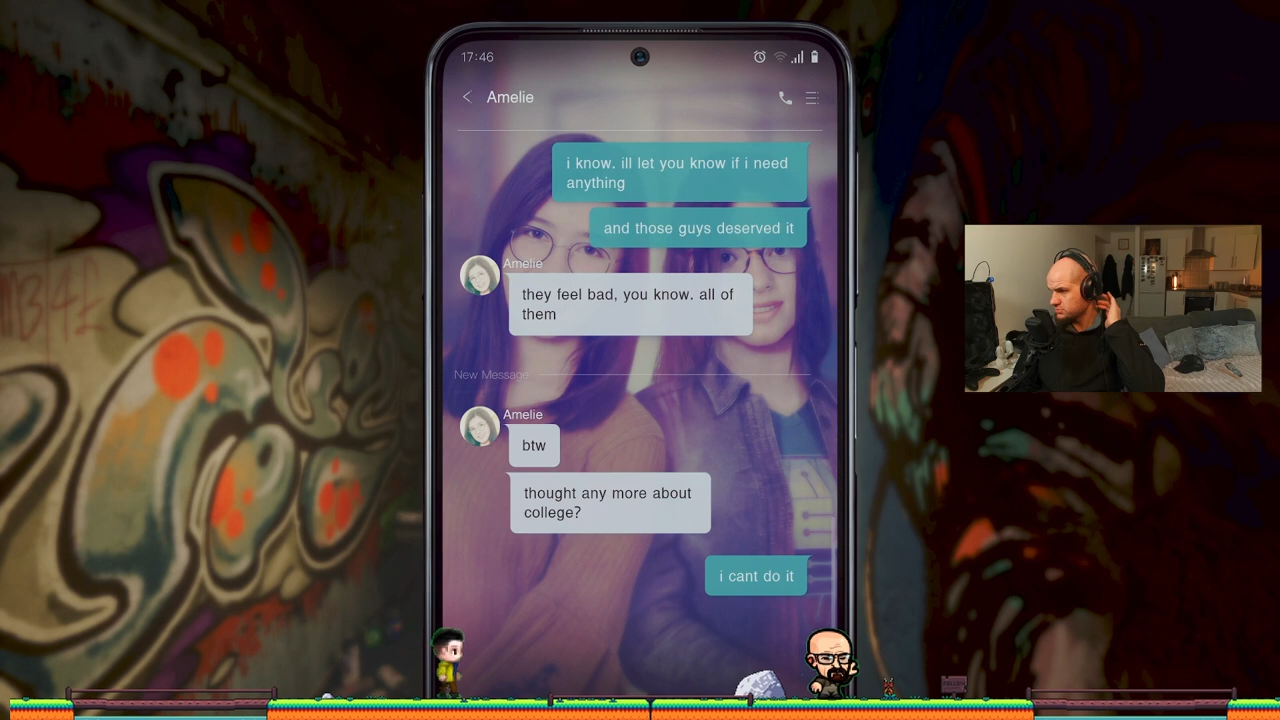 17:46
Amelie
i know. ill let you know if i need
anything
and those guys deserved it
Amelie
they feel bad, you know. all of
them
New Message
Amelie
btw
thought any more about
college?
i cant do it